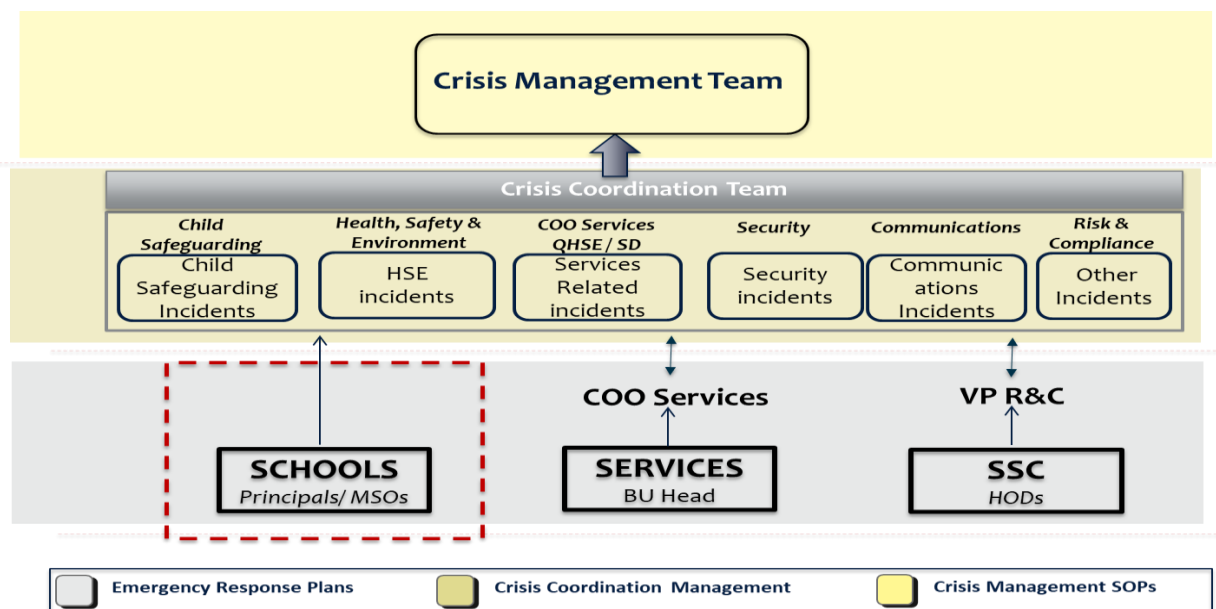 Crisis Management Team
Crisis Coordination Team
Child
Safeguarding
Health, Safety &
Environment
COO Services
QHSE / SD
Security
Communications
Risk &
Compliance
Child
Safeguarding
Incidents
HSE
incidents
Services
Related
incidents
Security
incidents
Communic
ations
Incidents
Other
Incidents
COO Services
VP R&C
SCHOOLS
Principals/ MSOs
SERVICES
BU Head
SSC
HODs
Emergency Response Plans
Crisis Coordination Management
Crisis Management SOPs